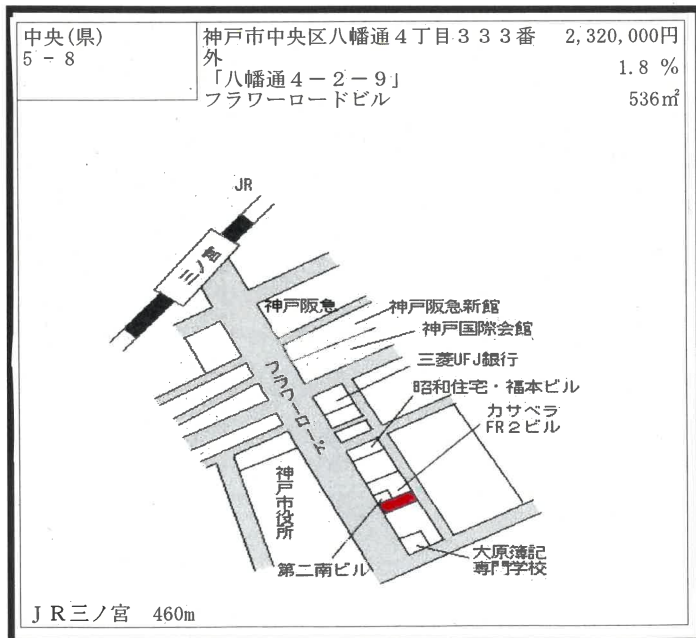 中央(県)
5－8
神戸市中央区八幡通４丁目３３３番
外
「八幡通４－２－９」
フラワーロードビル
2,320,000円
1.8 %
536㎡
JR
三ノ宮
神戸阪急
神戸阪急新館
神戸国際会館
三菱UFJ銀行
昭和住宅・福本ビル
カサベラ
FR２ビル
フラワーロード
神戸市役所
第二南ビル
大原簿記
専門学校
ＪＲ三ノ宮　460m